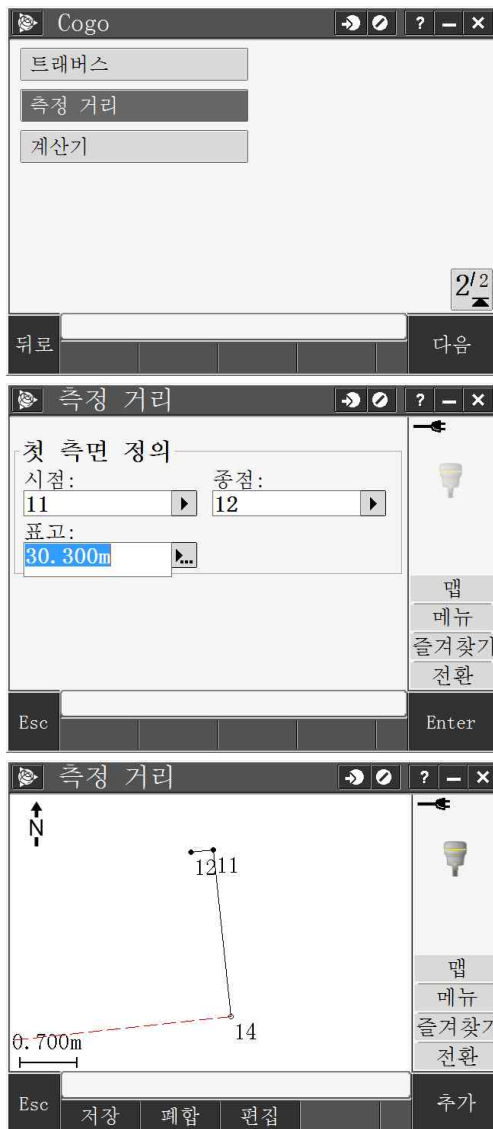 Cogo ? – ×
트래버스
측정 거리
계산기
2/2
뒤로
다음
측정 거리 ? – ×
첫 측면 정의
시점: 종점:
11 12
표고:
30.300m
맵
메뉴
즐겨찾기
전환
Esc Enter
측정 거리 ? – ×
N
1211
14
0.700m
맵
메뉴
즐겨찾기
전환
Esc 저장 폐합 편집 추가